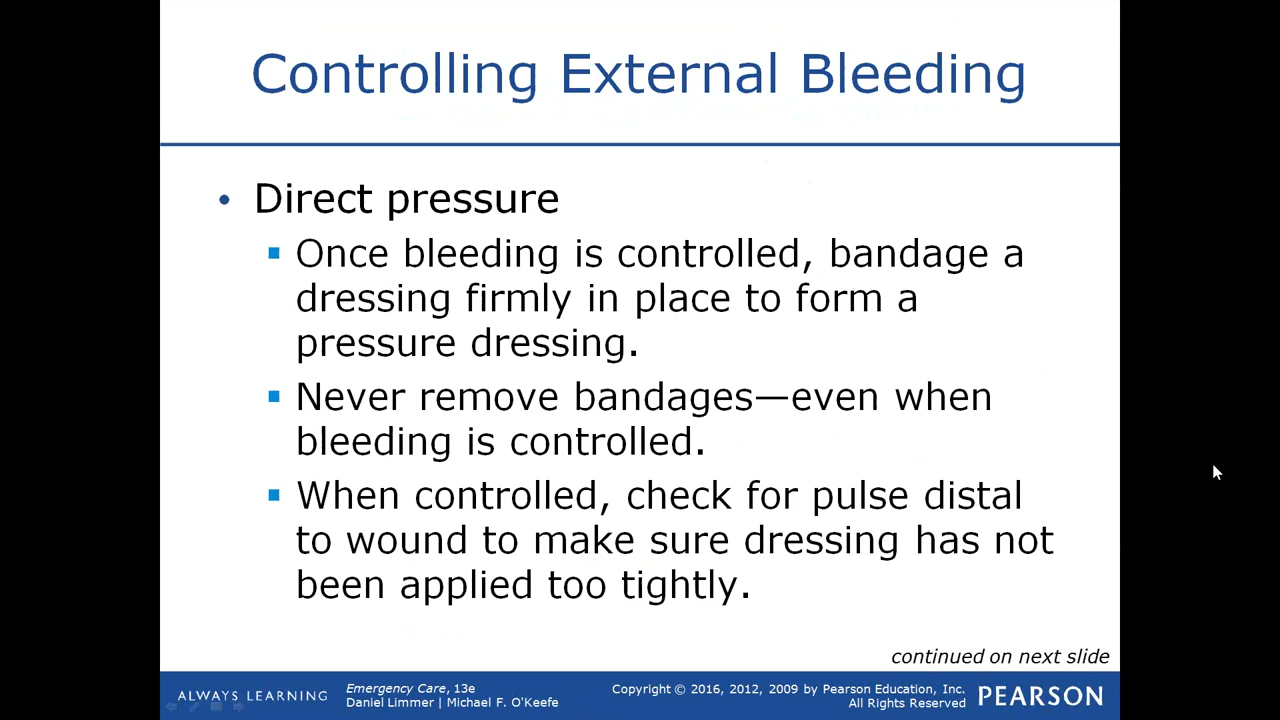 Controlling External Bleeding
• Direct pressure
▪ Once bleeding is controlled, bandage a
dressing firmly in place to form a
pressure dressing.
▪ Never remove bandages—even when
bleeding is controlled.
▪ When controlled, check for pulse distal
to wound to make sure dressing has not
been applied too tightly.
continued on next slide
ALWAYS LEARNING
Emergency Care, 13e
Daniel Limmer | Michael F. O'Keefe
Copyright © 2016, 2012, 2009 by Pearson Education, Inc.
All Rights Reserved
PEARSON